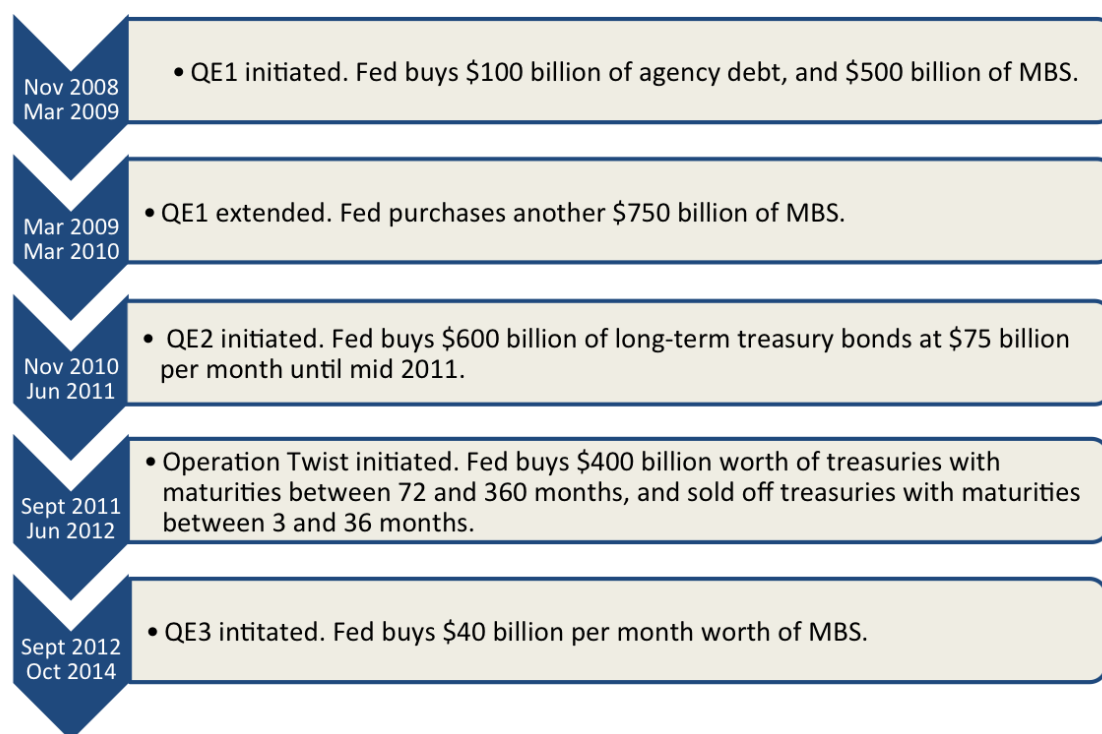 Nov 2008
Mar 2009
• QE1 initiated. Fed buys $100 billion of agency debt, and $500 billion of MBS.
Mar 2009
Mar 2010
• QE1 extended. Fed purchases another $750 billion of MBS.
Nov 2010
Jun 2011
• QE2 initiated. Fed buys $600 billion of long-term treasury bonds at $75 billion
per month until mid 2011.
Sept 2011
Jun 2012
• Operation Twist initiated. Fed buys $400 billion worth of treasuries with
maturities between 72 and 360 months, and sold off treasuries with maturities
between 3 and 36 months.
Sept 2012
Oct 2014
• QE3 intitated. Fed buys $40 billion per month worth of MBS.